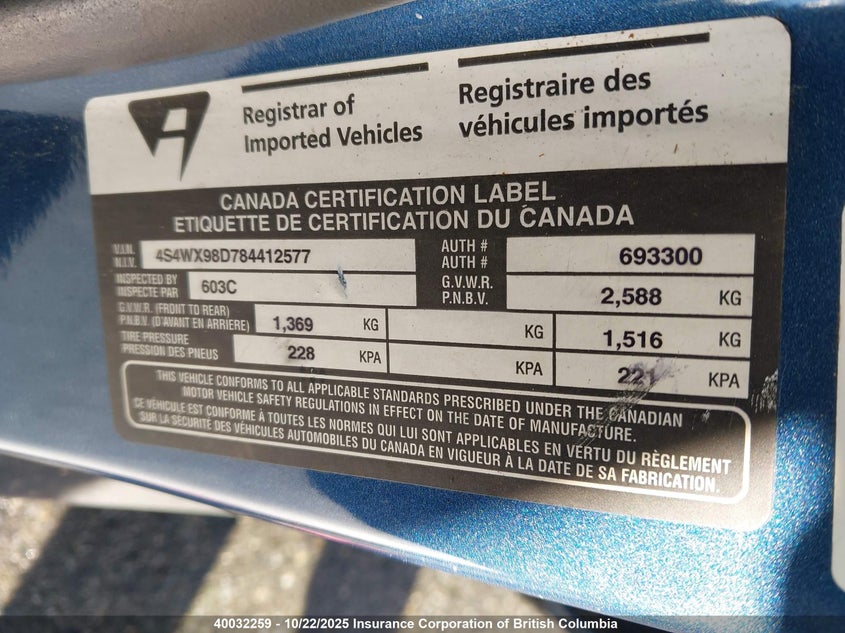 Registrar of
Imported Vehicles
Registraire des
véhicules importés
CANADA CERTIFICATION LABEL
ETIQUETTE DE CERTIFICATION DU CANADA
V.I.N.
N.I.V.
4S4WX98D784412577
AUTH #
AUTH #
693300
INSPECTED BY
INSPECTE PAR
603C
G.V.W.R.
P.N.B.V.
2,588 KG
G.V.W.R. (FRONT TO REAR)
P.N.B.V. (D'AVANT EN ARRIERE)
1,369 KG
KG
1,516 KG
TIRE PRESSURE
PRESSION DES PNEUS
228 KPA
KPA
221 KPA
THIS VEHICLE CONFORMS TO ALL APPLICABLE STANDARDS PRESCRIBED UNDER THE CANADIAN
MOTOR VEHICLE SAFETY REGULATIONS IN EFFECT ON THE DATE OF MANUFACTURE.
CE VÉHICULE EST CONFORME À TOUTES LES NORMES QUI LUI SONT APPLICABLES EN VERTU DU RÈGLEMENT
SUR LA SECURITÉ DES VÉHICULES AUTOMOBILES DU CANADA EN VIGUEUR À LA DATE DE SA FABRICATION.
40032259 - 10/22/2025 Insurance Corporation of British Columbia